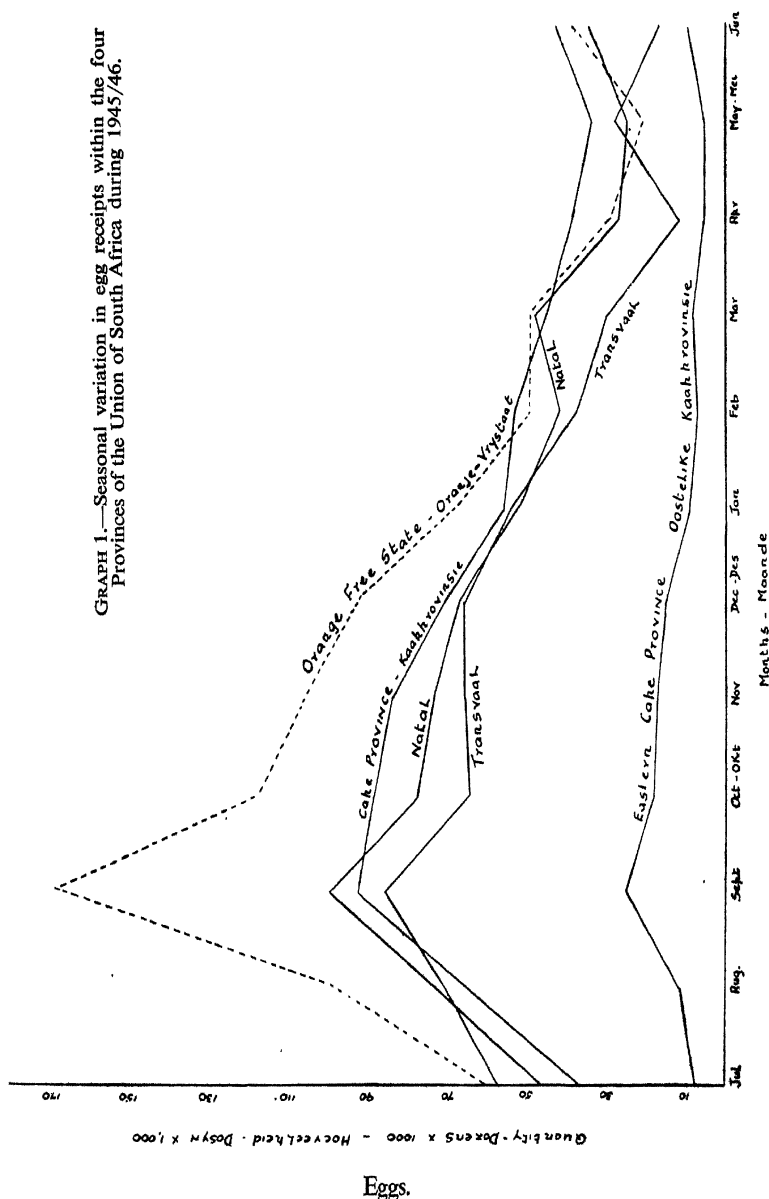 GRAPH 1.—Seasonal variation in egg receipts within the four
Provinces of the Union of South Africa during 1945/46.
Quantity-Dozens x 1000 - Hoeveelheid-Dosyn x 1,000
170
150
130
110
90
70
50
30
10
Orange Free State - Oranje-Vrystaat
Cape Province - Kaapprovinsie
Natal
Transvaal
Natal
Transvaal
Eastern Cape Province Oostelike Kaapprovinsie
Jul Aug. Sept Oct-Okt Nov Dec-Des Jan Feb Mar Apr May-Mei Jun
Months - Maande
Eggs.